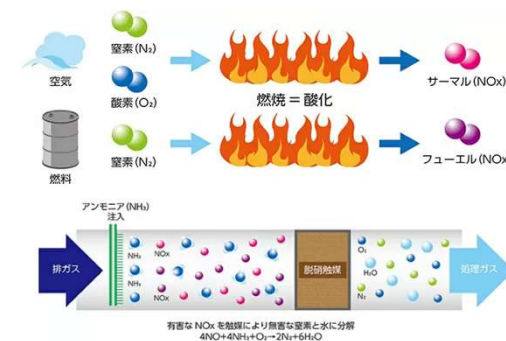 窒素(N₂)
空気
酸素(O₂)
燃焼=酸化
サーマル(NOx)
窒素(N₂)
燃料
フューエル(NOx
アンモニア(NH₃)
注入
排ガス
NH₃
NOx
NH₃
NH₃
NOx
脱硝触媒
O₂
H₂O
N₂
処理ガス
有害な NOx を触媒により無害な窒素と水に分解
4NO+4NH₃+O₂→2N₂+6H₂O